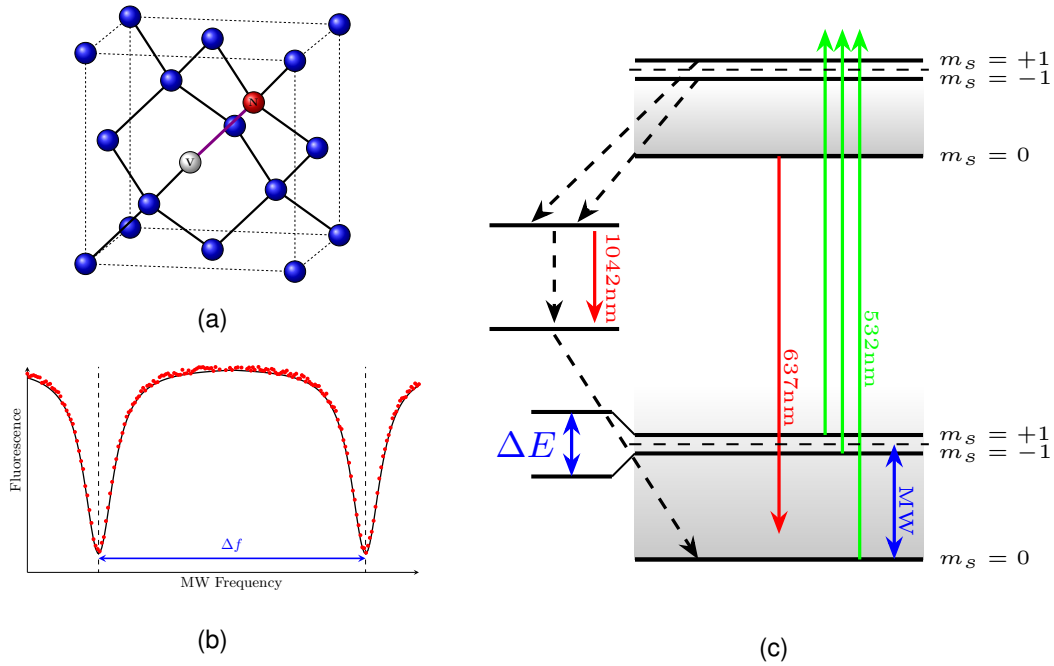 N
V
(a)
Fluorescence
Δf
MW Frequency
(b)
m_s = +1
m_s = −1
m_s = 0
1042nm
637nm
532nm
ΔE
m_s = +1
m_s = −1
MW
m_s = 0
(c)